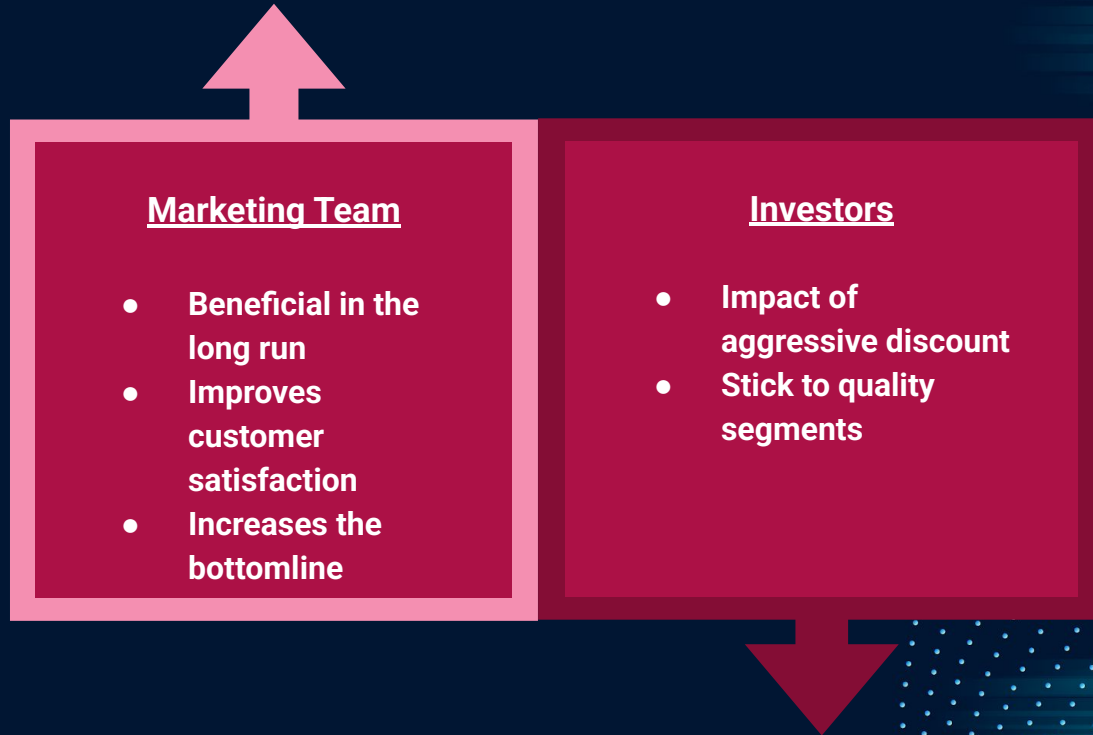 Marketing Team
● Beneficial in the
long run
● Improves
customer
satisfaction
● Increases the
bottomline
Investors
● Impact of
aggressive discount
● Stick to quality
segments